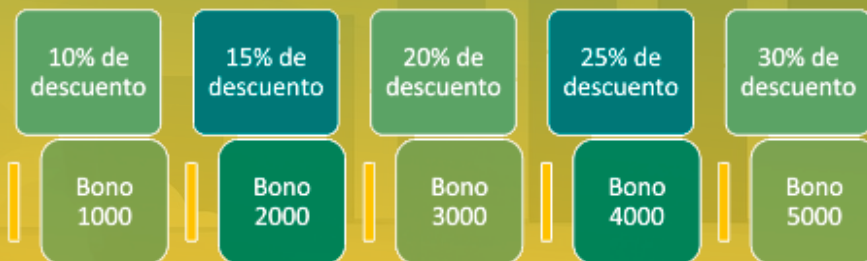 10% de
descuento
15% de
descuento
20% de
descuento
25% de
descuento
30% de
descuento
Bono
1000
Bono
2000
Bono
3000
Bono
4000
Bono
5000